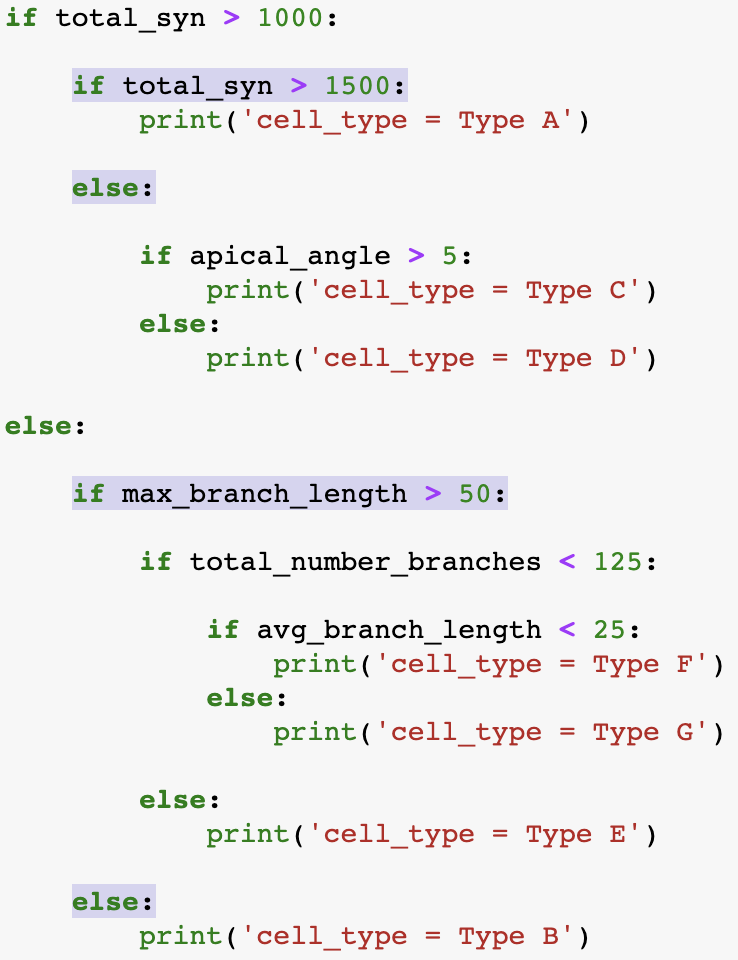 if total_syn > 1000:
if total_syn > 1500:
print('cell_type = Type A')
else:
if apical_angle > 5:
print('cell_type = Type C')
else:
print('cell_type = Type D')
else:
if max_branch_length > 50:
if total_number_branches < 125:
if avg_branch_length < 25:
print('cell_type = Type F')
else:
print('cell_type = Type G')
else:
print('cell_type = Type E')
else:
print('cell_type = Type B')